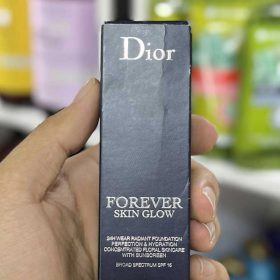 Dior
FOREVER
SKIN GLOW
24H WEAR RADIANT FOUNDATION
PERFECTION & HYDRATION
CONCENTRATED FLORAL SKINCARE
WITH SUNSCREEN
BROAD SPECTRUM SPF 15